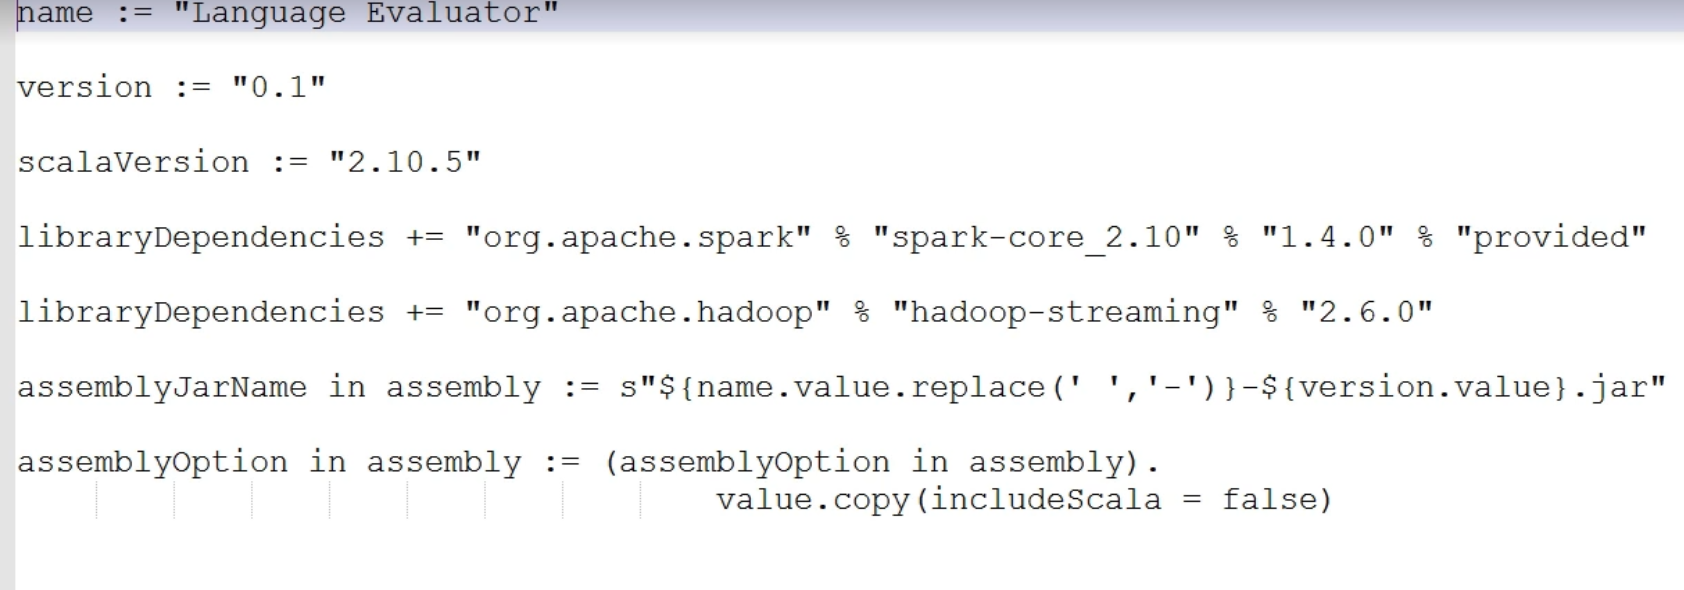 name := "Language Evaluator"
version := "0.1"
scalaVersion := "2.10.5"
libraryDependencies += "org.apache.spark" % "spark-core_2.10" % "1.4.0" % "provided"
libraryDependencies += "org.apache.hadoop" % "hadoop-streaming" % "2.6.0"
assemblyJarName in assembly := s"${name.value.replace(' ','-')}-${version.value}.jar"
assemblyOption in assembly := (assemblyOption in assembly).
value.copy(includeScala = false)